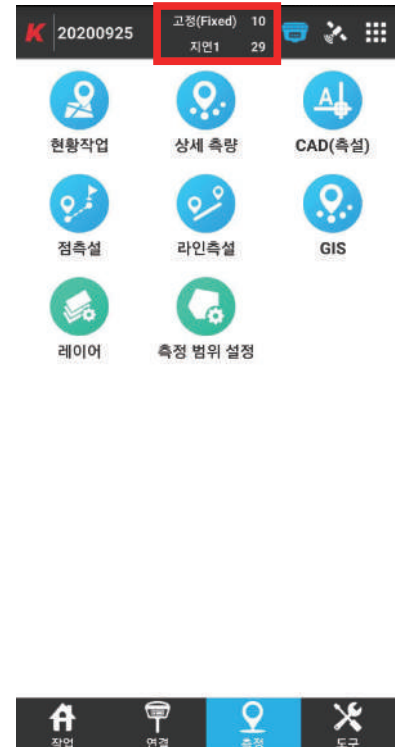 K 20200925 고정(Fixed) 10
지연1 29
현황작업 상세 측량 CAD(측설)
점측설 라인측설 GIS
레이어 측정 범위 설정
작업 연결 측정 도구